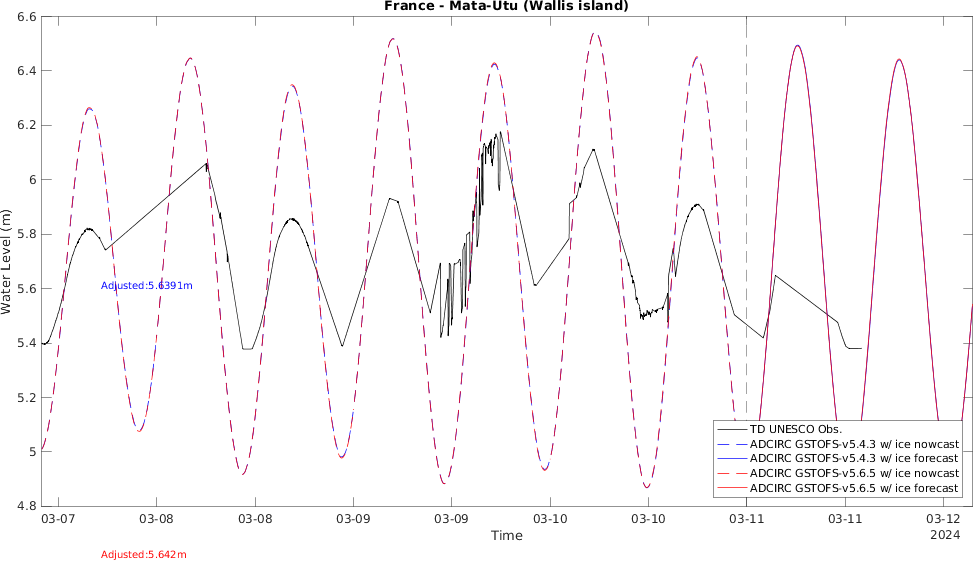 France - Mata-Utu (Wallis island)
6.6
6.4
6.2
6
5.8
5.6
5.4
5.2
5
4.8
Water Level (m)
Adjusted:5.6391m
TD UNESCO Obs.
ADCIRC GSTOFS-v5.4.3 w/ ice nowcast
ADCIRC GSTOFS-v5.4.3 w/ ice forecast
ADCIRC GSTOFS-v5.6.5 w/ ice nowcast
ADCIRC GSTOFS-v5.6.5 w/ ice forecast
03-07 03-08 03-08 03-09 03-09 03-10 03-10 03-11 03-11 03-12
Time
2024
Adjusted:5.642m